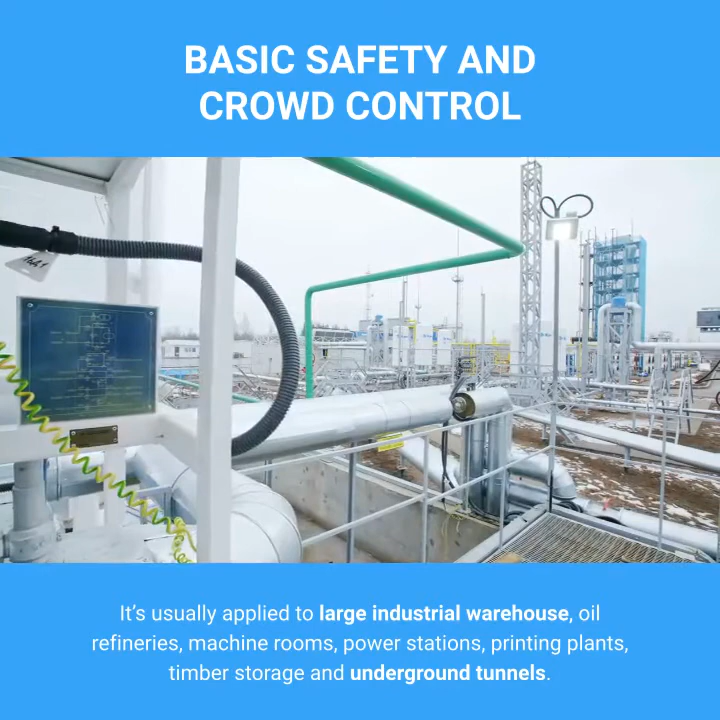 BASIC SAFETY AND
CROWD CONTROL
It’s usually applied to large industrial warehouse, oil
refineries, machine rooms, power stations, printing plants,
timber storage and underground tunnels.